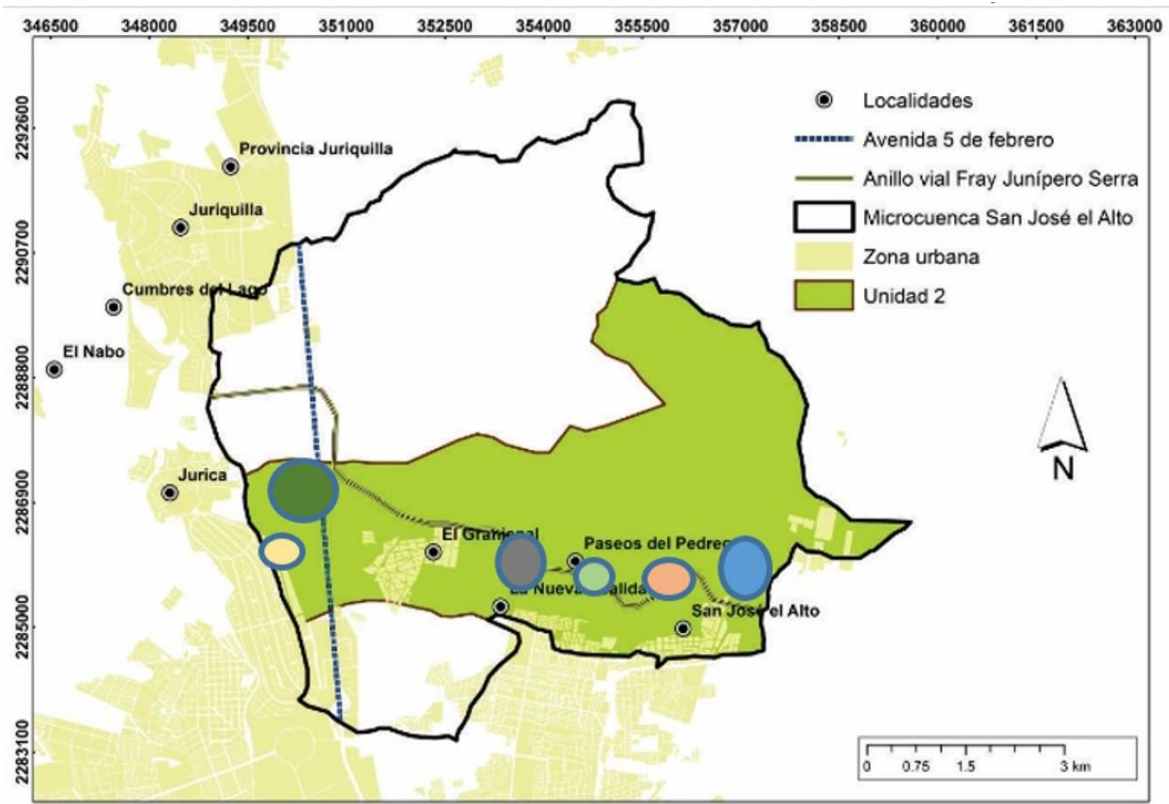 346500 348000 349500 351000 352500 354000 355500 357000 358500 360000 361500 363000
2292600
2290700
2288800
2286900
2285000
2283100
Localidades
Avenida 5 de febrero
Anillo vial Fray Junípero Serra
Microcuenca San José el Alto
Zona urbana
Unidad 2
Provincia Juriquilla
Juriquilla
Cumbres del Lago
El Nabo
Jurica
El
Paseos del
La Nueva
San José el Alto
N
0 0.75 1.5 3 km